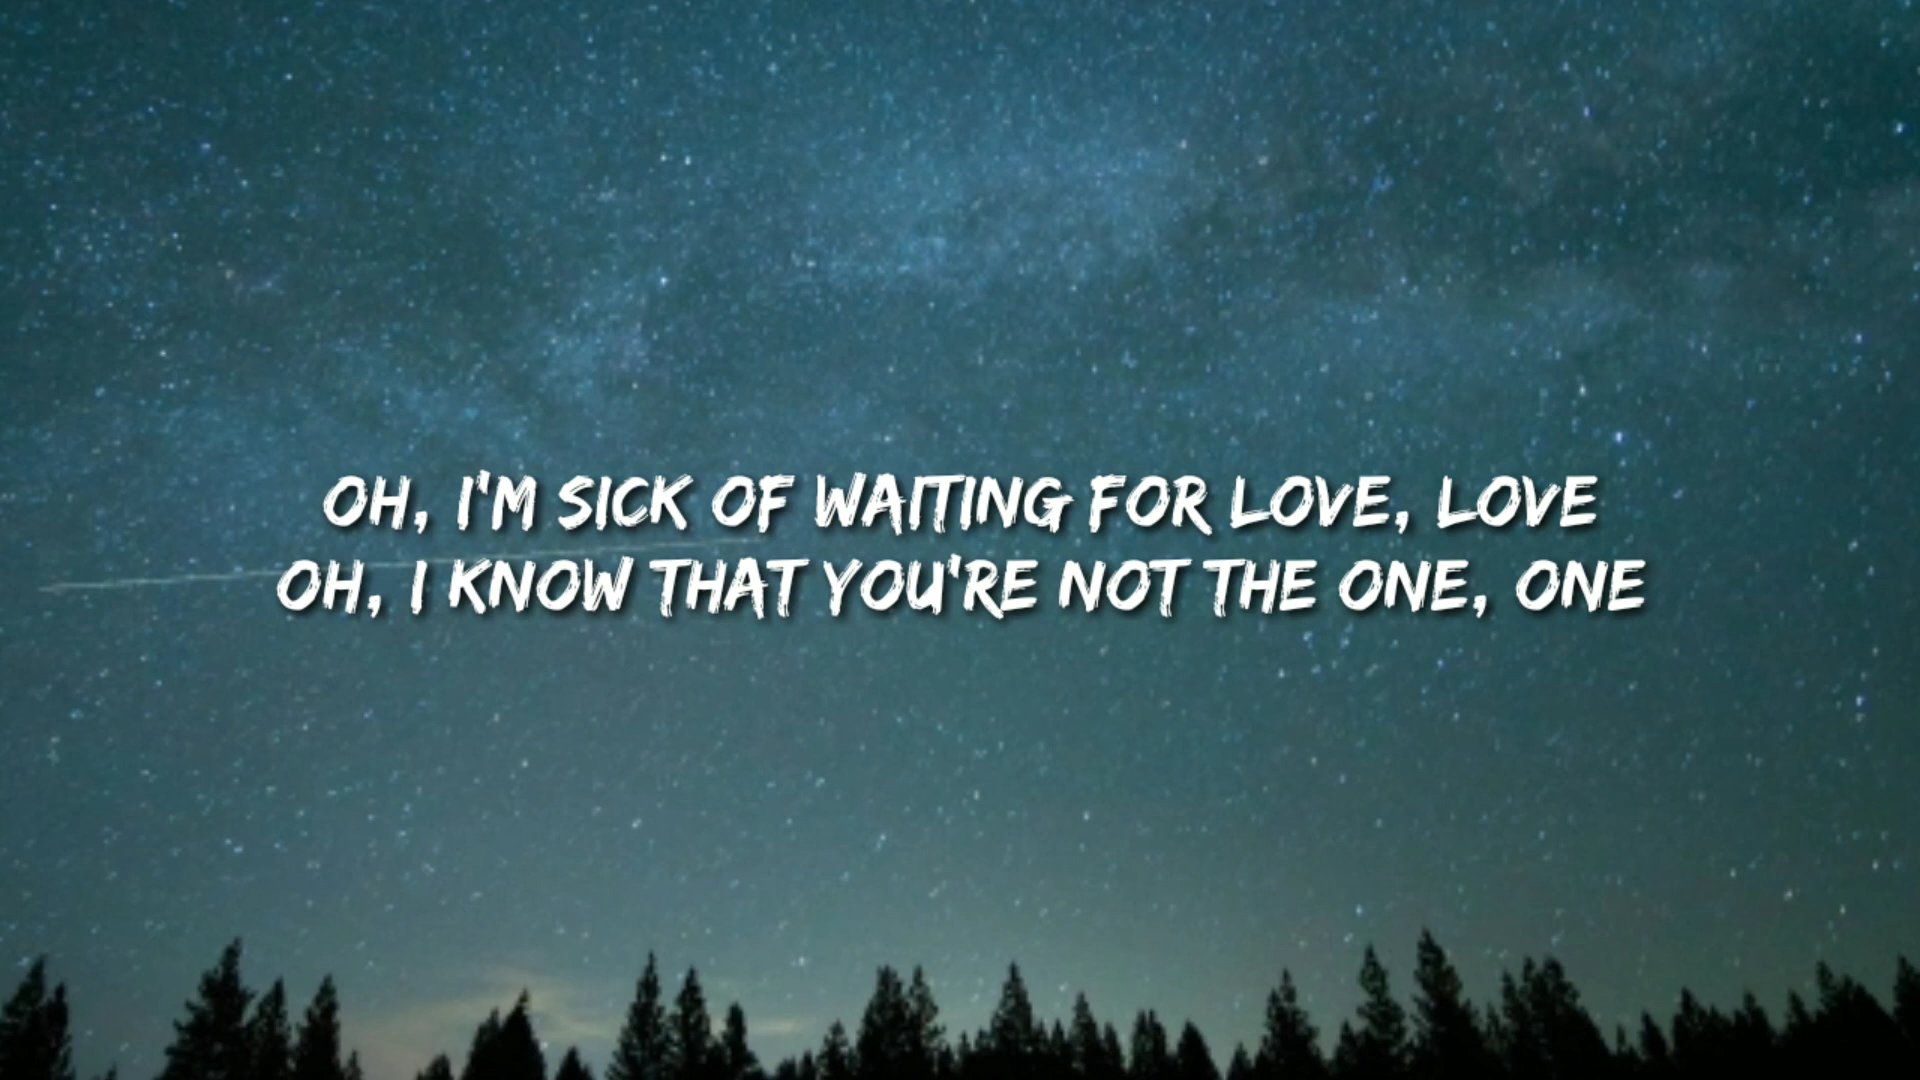 OH, I'M SICK OF WAITING FOR LOVE, LOVE
OH, I KNOW THAT YOU'RE NOT THE ONE, ONE